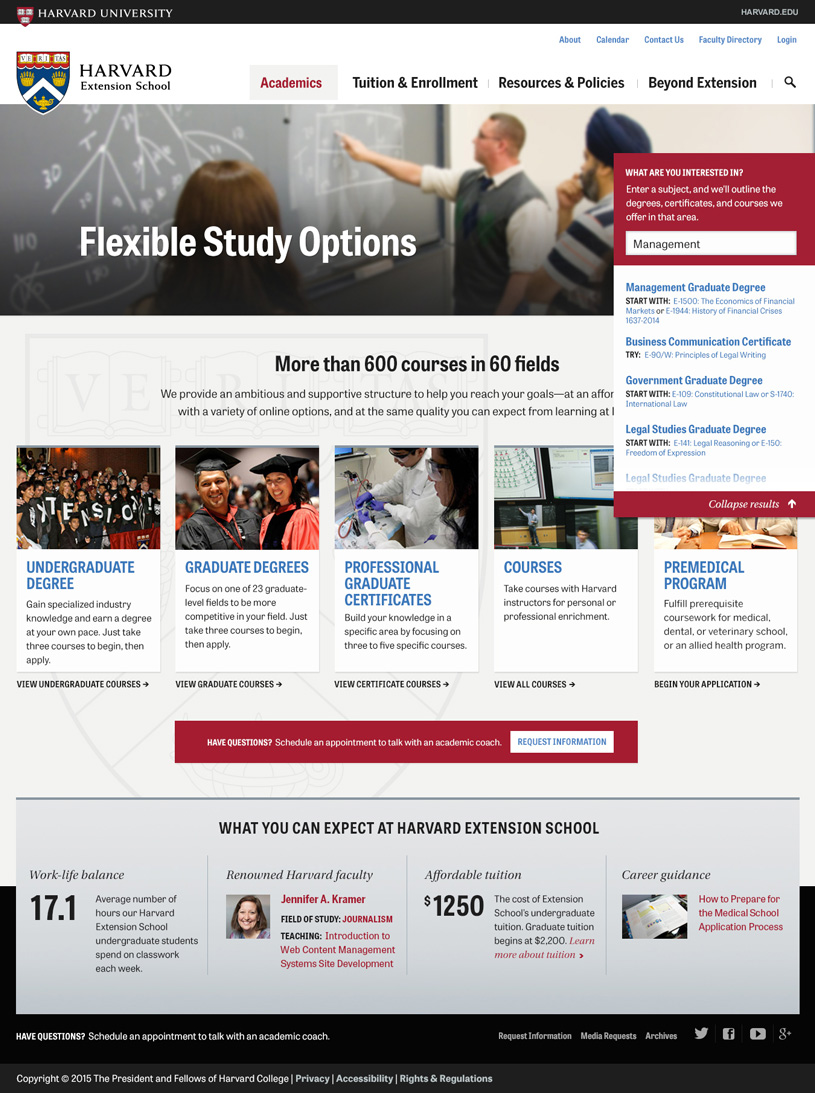 HARVARD UNIVERSITY
HARVARD.EDU
About Calendar Contact Us Faculty Directory Login
VE RI TAS
HARVARD
Extension School
Academics Tuition & Enrollment Resources & Policies Beyond Extension
Flexible Study Options
WHAT ARE YOU INTERESTED IN?
Enter a subject, and we'll outline the
degrees, certificates, and courses we
offer in that area.
Management
Management Graduate Degree
START WITH: E-1500: The Economics of Financial
Markets or E-1944: History of Financial Crises
1637-2014
Business Communication Certificate
TRY: E-90/W: Principles of Legal Writing
Government Graduate Degree
START WITH: E-109: Constitutional Law or S-1740:
International Law
Legal Studies Graduate Degree
START WITH: E-141: Legal Reasoning or E-150:
Freedom of Expression
Legal Studies Graduate Degree
Collapse results
VE RI TAS
More than 600 courses in 60 fields
We provide an ambitious and supportive structure to help you reach your goals—at an affor
with a variety of online options, and at the same quality you can expect from learning at
TENSION
UNDERGRADUATE
DEGREE
Gain specialized industry
knowledge and earn a degree
at your own pace. Just take
three courses to begin, then
apply.
VIEW UNDERGRADUATE COURSES →
GRADUATE DEGREES
Focus on one of 23 graduate-
level fields to be more
competitive in your field. Just
take three courses to begin,
then apply.
VIEW GRADUATE COURSES →
PROFESSIONAL
GRADUATE
CERTIFICATES
Build your knowledge in a
specific area by focusing on
three to five specific courses.
VIEW CERTIFICATE COURSES →
COURSES
Take courses with Harvard
instructors for personal or
professional enrichment.
VIEW ALL COURSES →
PREMEDICAL
PROGRAM
Fulfill prerequisite
coursework for medical,
dental, or veterinary school,
or an allied health program.
BEGIN YOUR APPLICATION →
HAVE QUESTIONS? Schedule an appointment to talk with an academic coach. REQUEST INFORMATION
WHAT YOU CAN EXPECT AT HARVARD EXTENSION SCHOOL
Work-life balance
17.1
Average number of
hours our Harvard
Extension School
undergraduate students
spend on classwork
each week.
Renowned Harvard faculty
Jennifer A. Kramer
FIELD OF STUDY: JOURNALISM
TEACHING: Introduction to
Web Content Management
Systems Site Development
Affordable tuition
$1250
The cost of Extension
School's undergraduate
tuition. Graduate tuition
begins at $2,200. Learn
more about tuition >
Career guidance
How to Prepare for
the Medical School
Application Process
HAVE QUESTIONS? Schedule an appointment to talk with an academic coach.
Request Information Media Requests Archives
Copyright © 2015 The President and Fellows of Harvard College | Privacy | Accessibility | Rights & Regulations